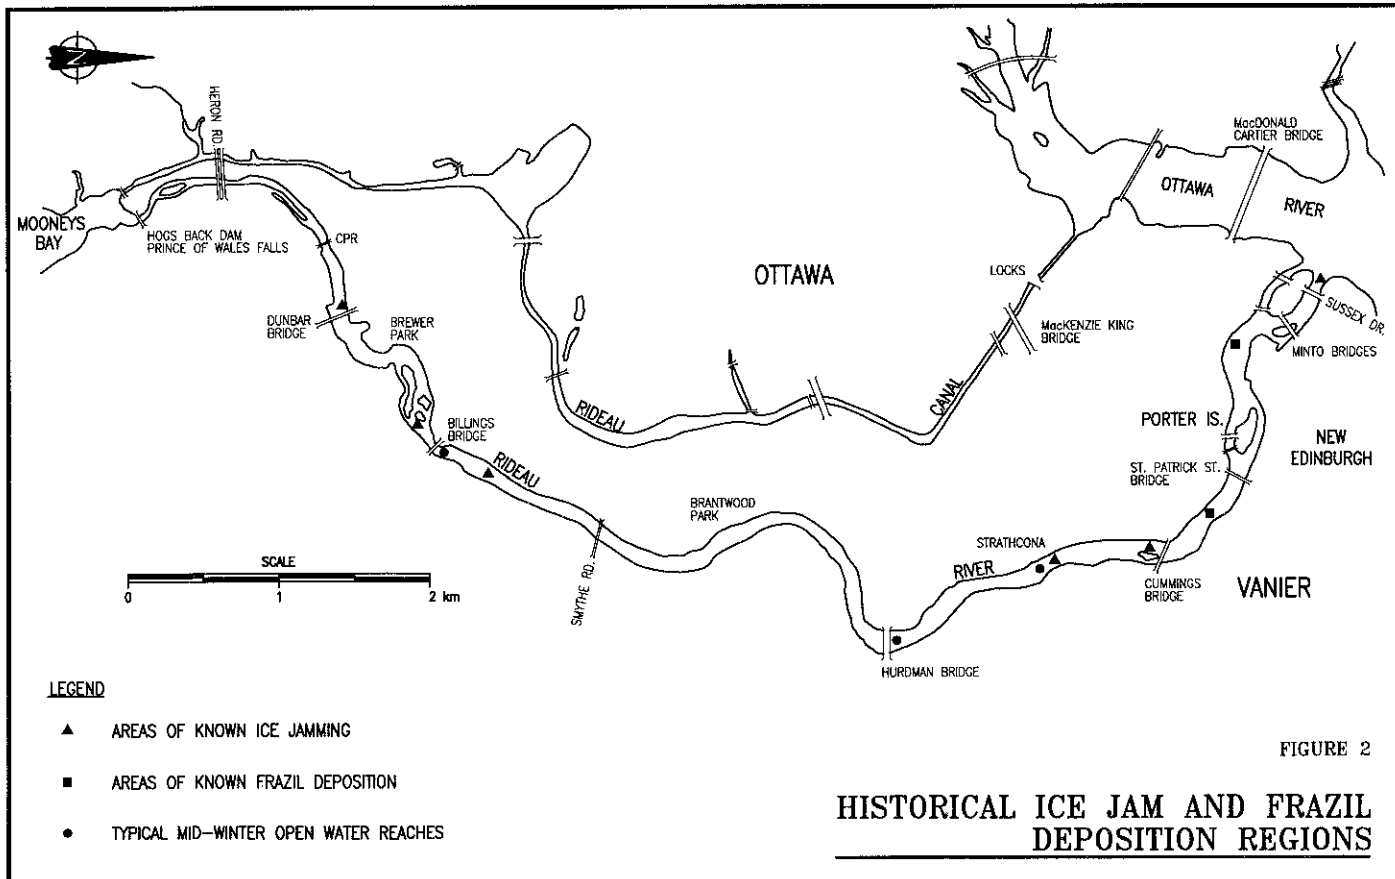 N
HERON RD.
MacDONALD
CARTIER BRIDGE
OTTAWA
RIVER
MOONEYS
BAY
HOGS BACK DAM
PRINCE OF WALES FALLS
CPR
OTTAWA
LOCKS
SUSSEX DR.
DUNBAR
BRIDGE
BREWER
PARK
MacKENZIE KING
BRIDGE
MINTO BRIDGES
RIDEAU
CANAL
PORTER IS.
BILLINGS
BRIDGE
NEW
EDINBURGH
RIDEAU
ST. PATRICK ST.
BRIDGE
BRANTWOOD
PARK
STRATHCONA
RIVER
SCALE
0 1 2 km
SMYTHE RD.
CUMMINGS
BRIDGE
VANIER
HURDMAN BRIDGE
LEGEND
AREAS OF KNOWN ICE JAMMING
AREAS OF KNOWN FRAZIL DEPOSITION
TYPICAL MID-WINTER OPEN WATER REACHES
FIGURE 2
HISTORICAL ICE JAM AND FRAZIL
DEPOSITION REGIONS